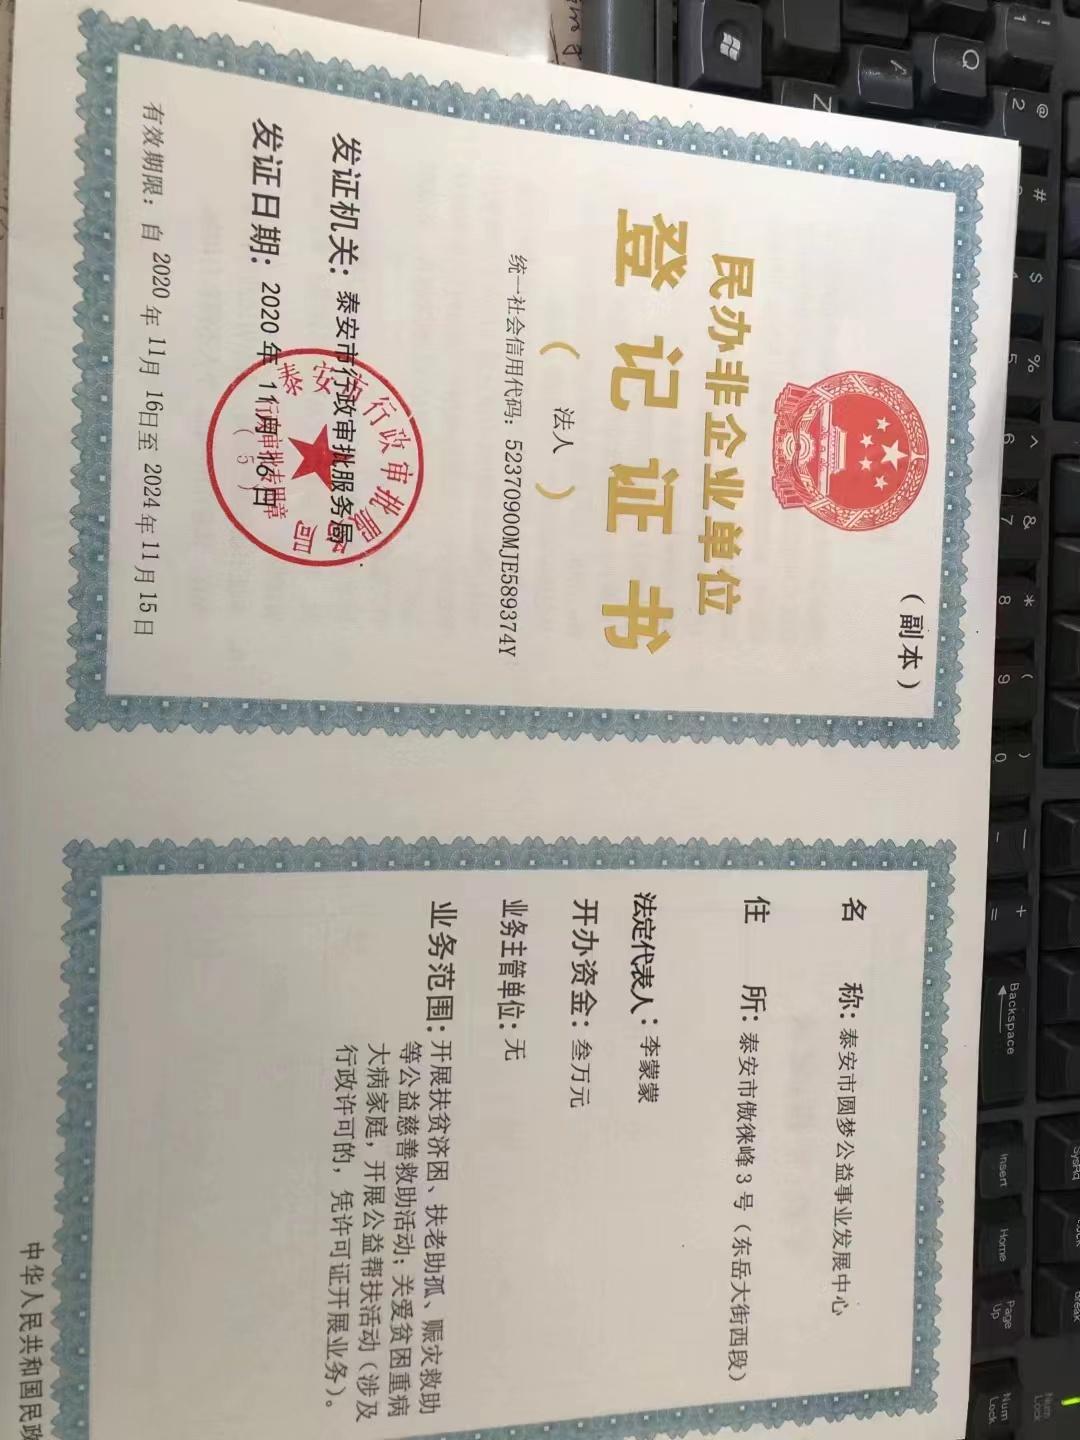 (副本)
民办非企业单位
登记证书
(法人)
统一社会信用代码：52370900MJE589374Y
发证机关：泰安市行政审批服务局
发证日期：2020年11月16日
有效期限：自2020年11月16日至2024年11月15日
名称：泰安市圆梦公益事业发展中心
住所：泰安市傲徕峰3号（东岳大街西段）
法定代表人：李蒙蒙
开办资金：叁万元
业务主管单位：无
业务范围：开展扶贫济困、扶老助孤、赈灾救助
等公益慈善救助活动；关爱贫困重病
大病家庭，开展公益帮扶活动（涉及
行政许可的，凭许可证开展业务）。
中华人民共和国民政
Backspace
Insert
Home
Page
Up
Num
Lock